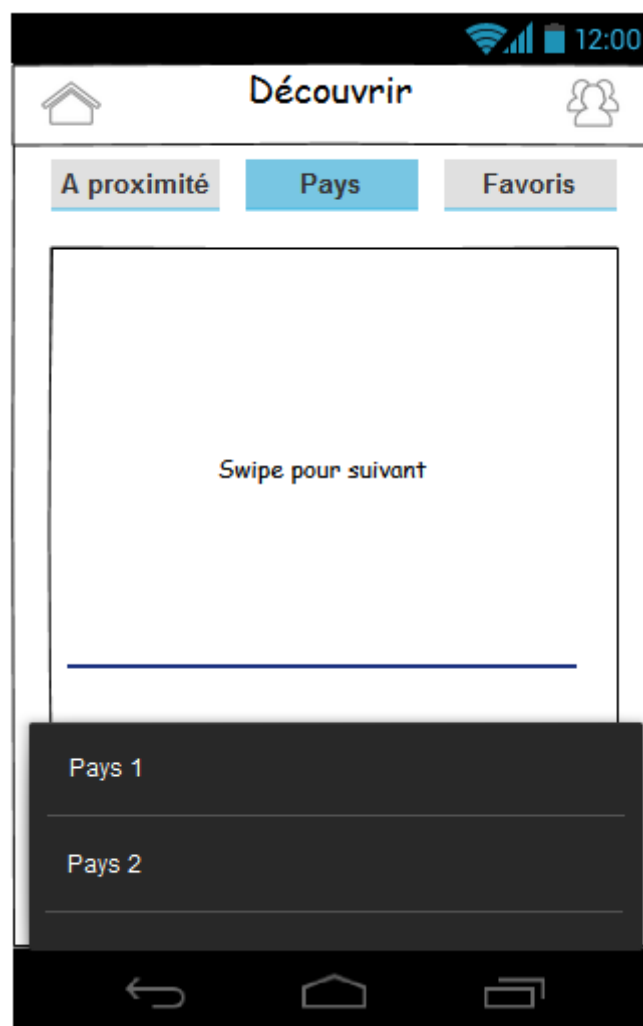 12:00
Découvrir
A proximité Pays Favoris
Swipe pour suivant
Pays 1
Pays 2